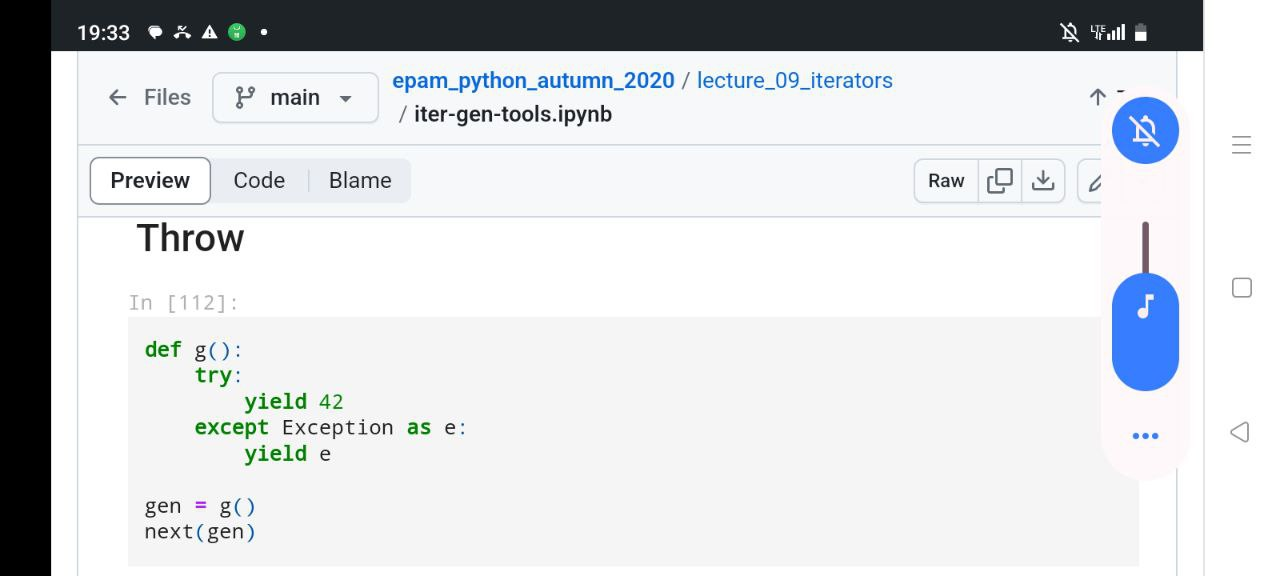 19:33
LTE
← Files
main
epam_python_autumn_2020 / lecture_09_iterators
/ iter-gen-tools.ipynb
Preview
Code
Blame
Raw
Throw
In [112]:
def g():
    try:
        yield 42
    except Exception as e:
        yield e
gen = g()
next(gen)